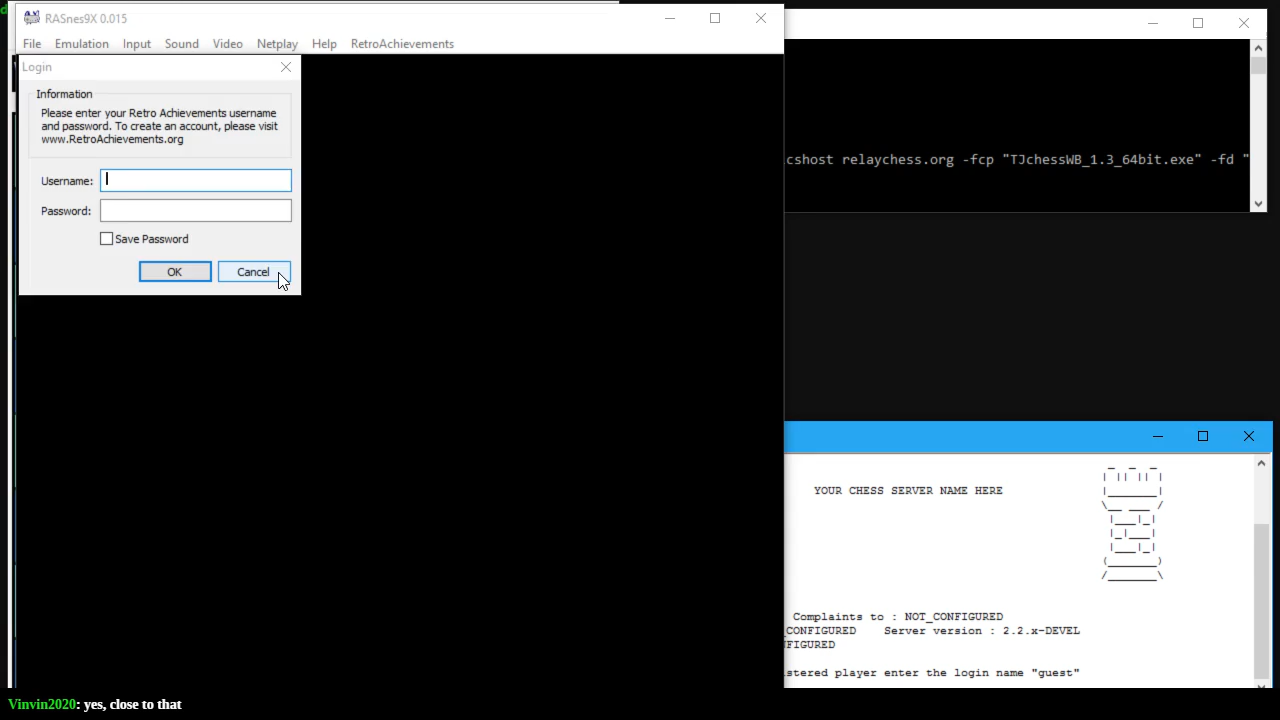 RASnes9X 0.015
File Emulation Input Sound Video Netplay Help RetroAchievements
Login
Information
Please enter your Retro Achievements username
and password. To create an account, please visit
www.RetroAchievements.org
Username:
Password:
Save Password
OK Cancel
cshost relaychess.org -fcp "TJchessWB_1.3_64bit.exe" -fd "
YOUR CHESS SERVER NAME HERE
Complaints to : NOT_CONFIGURED
CONFIGURED Server version : 2.2.x-DEVEL
FIGURED
stered player enter the login name "guest"
Vinvin2020: yes, close to that